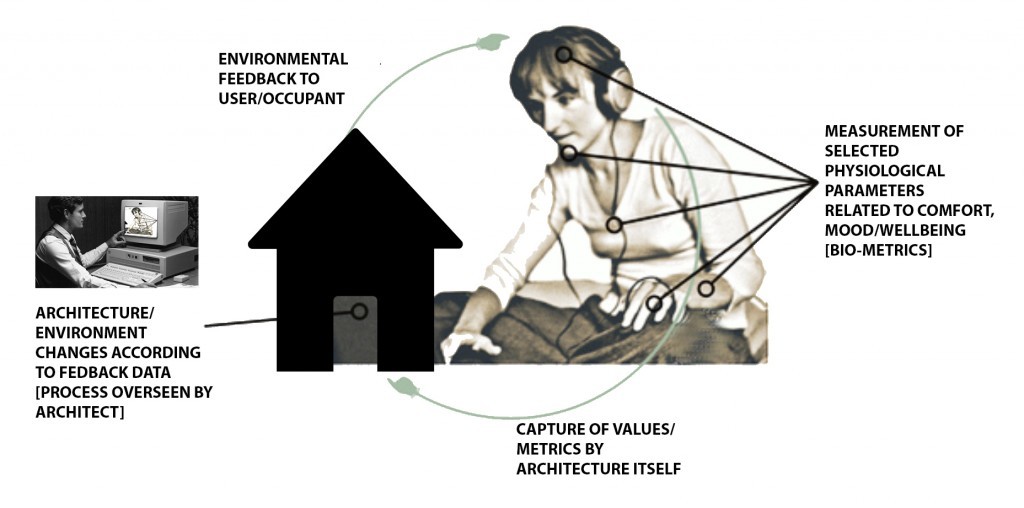 ENVIRONMENTAL
FEEDBACK TO
USER/OCCUPANT
MEASUREMENT OF
SELECTED
PHYSIOLOGICAL
PARAMETERS
RELATED TO COMFORT,
MOOD/WELLBEING
[BIO-METRICS]
ARCHITECTURE/
ENVIRONMENT
CHANGES ACCORDING
TO FEDBACK DATA
[PROCESS OVERSEEN BY
ARCHITECT]
CAPTURE OF VALUES/
METRICS BY
ARCHITECTURE ITSELF